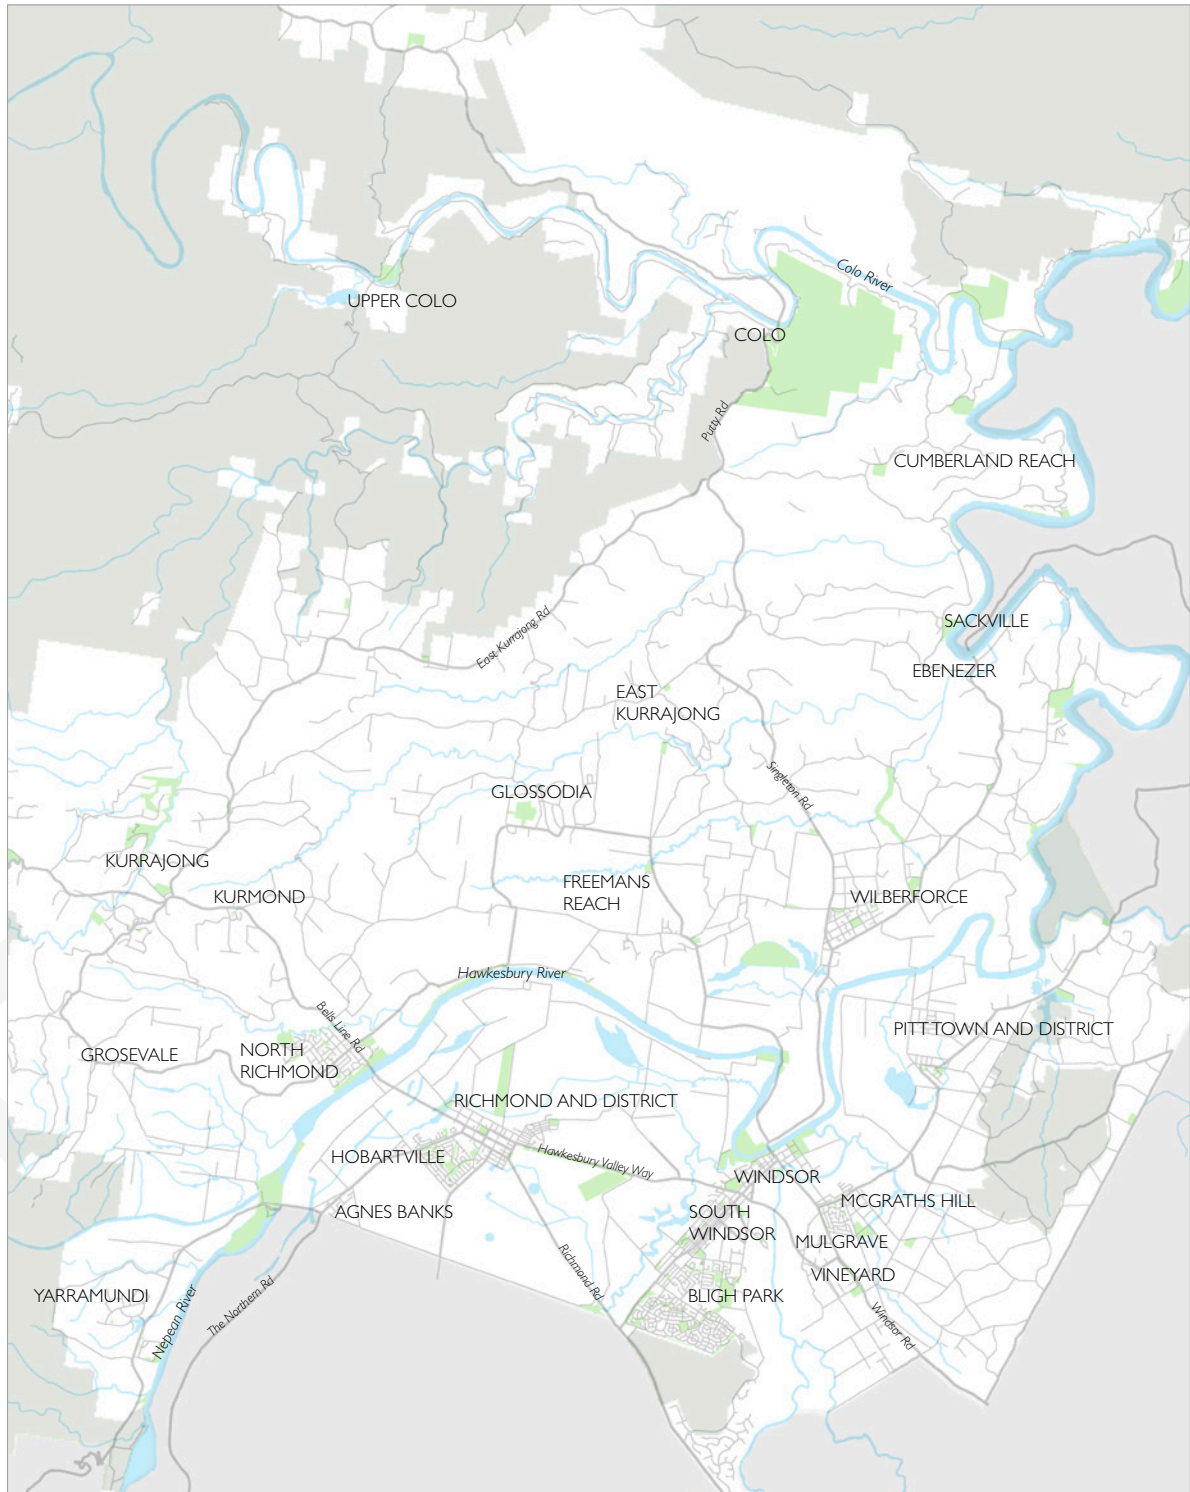 Colo River
UPPER COLO
COLO
Putty Rd
CUMBERLAND REACH
SACKVILLE
East Kurrajong Rd
EBENEZER
EAST
KURRAJONG
Singleton Rd
GLOSSODIA
KURRAJONG
FREEMANS
REACH
KURMOND
WILBERFORCE
Hawkesbury River
Bells Line Rd
PITT TOWN AND DISTRICT
GROSEVALE
NORTH
RICHMOND
RICHMOND AND DISTRICT
HOBARTVILLE
Hawkesbury Valley Way
WINDSOR
MCGRATHS HILL
AGNES BANKS
SOUTH
WINDSOR
MULGRAVE
Richmond Rd
VINEYARD
YARRAMUNDI
BLIGH PARK
Nepean River
The Northern Rd
Windsor Rd